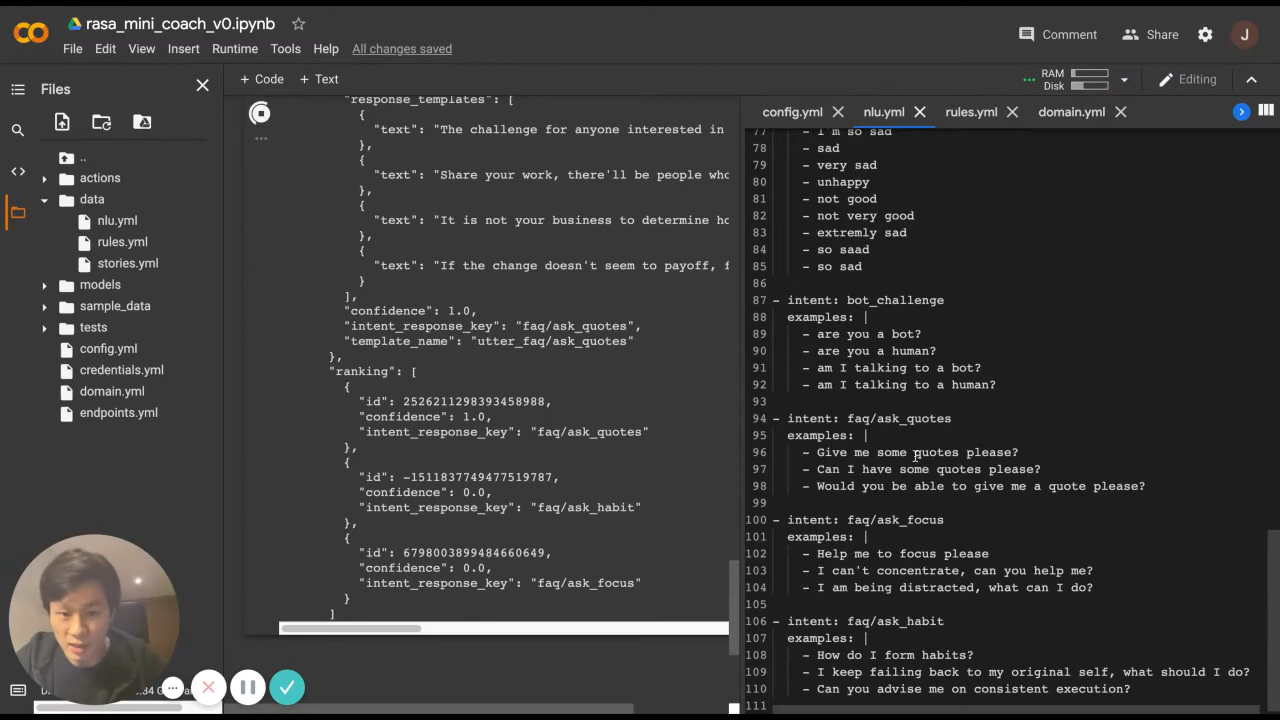 rasa_mini_coach_v0.ipynb
File Edit View Insert Runtime Tools Help All changes saved
Comment Share J
Files
+ Code + Text
RAM
Disk
Editing
..
actions
data
nlu.yml
rules.yml
stories.yml
models
sample_data
tests
config.yml
credentials.yml
domain.yml
endpoints.yml
"response_templates": [
{
"text": "The challenge for anyone interested in
},
{
"text": "Share your work, there'll be people who
},
{
"text": "It is not your business to determine ho
},
{
"text": "If the change doesn't seem to payoff, f
}
],
"confidence": 1.0,
"intent_response_key": "faq/ask_quotes",
"template_name": "utter_faq/ask_quotes"
},
"ranking": [
{
"id": 2526211298393458988,
"confidence": 1.0,
"intent_response_key": "faq/ask_quotes"
},
{
"id": -1511837749477519787,
"confidence": 0.0,
"intent_response_key": "faq/ask_habit"
},
{
"id": 6798003899484660649,
"confidence": 0.0,
"intent_response_key": "faq/ask_focus"
}
]
config.yml nlu.yml rules.yml domain.yml
77 - I'm so sad
78 - sad
79 - very sad
80 - unhappy
81 - not good
82 - not very good
83 - extremly sad
84 - so saad
85 - so sad
86
87 - intent: bot_challenge
88 examples: |
89 - are you a bot?
90 - are you a human?
91 - am I talking to a bot?
92 - am I talking to a human?
93
94 - intent: faq/ask_quotes
95 examples: |
96 - Give me some quotes please?
97 - Can I have some quotes please?
98 - Would you be able to give me a quote please?
99
100 - intent: faq/ask_focus
101 examples: |
102 - Help me to focus please
103 - I can't concentrate, can you help me?
104 - I am being distracted, what can I do?
105
106 - intent: faq/ask_habit
107 examples: |
108 - How do I form habits?
109 - I keep failing back to my original self, what should I do?
110 - Can you advise me on consistent execution?
111